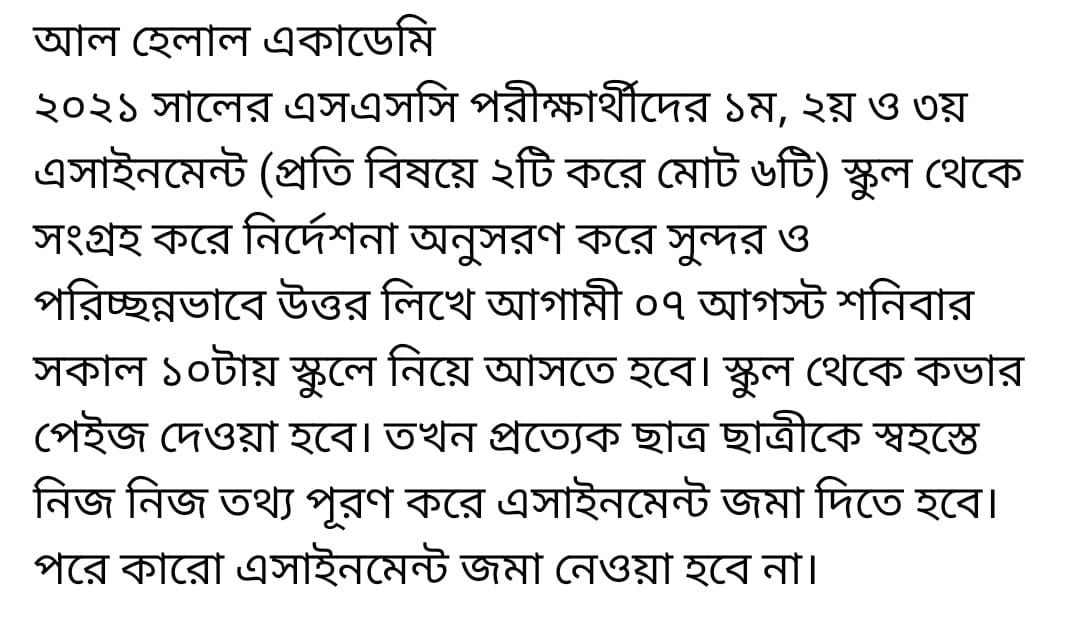 আল হেলাল একাডেমি
২০২১ সালের এসএসসি পরীক্ষার্থীদের ১ম, ২য় ও ৩য়
এসাইনমেন্ট (প্রতি বিষয়ে ২টি করে মোট ৬টি) স্কুল থেকে
সংগ্রহ করে নির্দেশনা অনুসরণ করে সুন্দর ও
পরিচ্ছন্নভাবে উত্তর লিখে আগামী ০৭ আগস্ট শনিবার
সকাল ১০টায় স্কুলে নিয়ে আসতে হবে। স্কুল থেকে কভার
পেইজ দেওয়া হবে। তখন প্রত্যেক ছাত্র ছাত্রীকে স্বহস্তে
নিজ নিজ তথ্য পূরণ করে এসাইনমেন্ট জমা দিতে হবে।
পরে কারো এসাইনমেন্ট জমা নেওয়া হবে না।